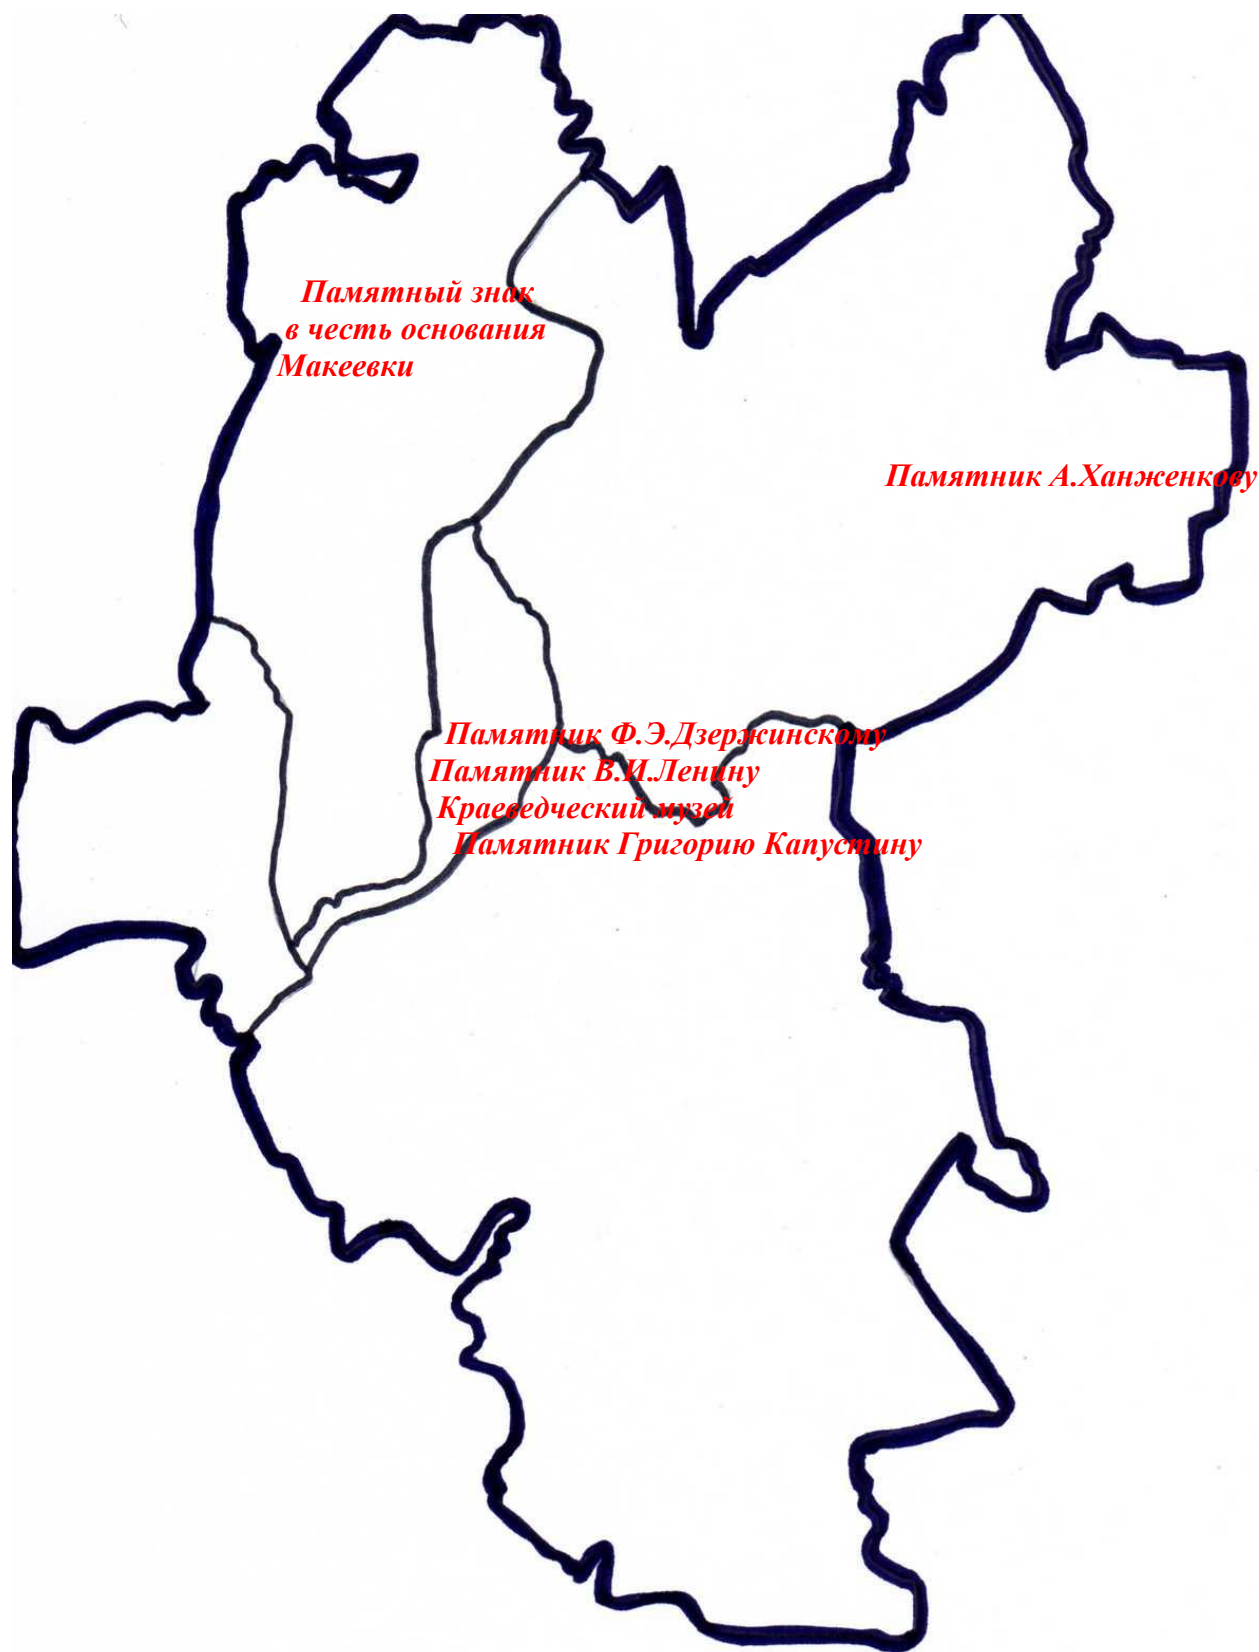 Памятный знак
в честь основания
Макеевки
Памятник А.Ханженкову
Памятник Ф.Э.Дзержинскому
Памятник В.И.Ленину
Краеведческий музей
Памятник Григорию Капустину